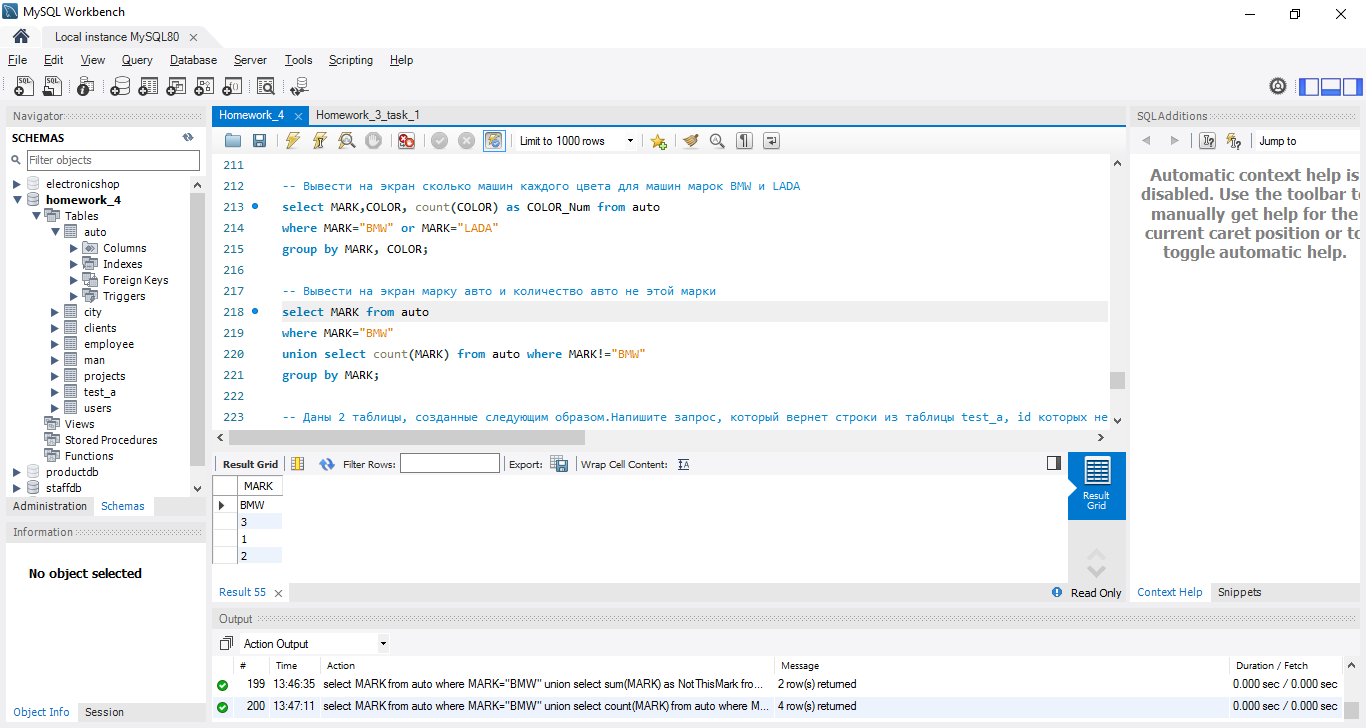 MySQL Workbench
Local instance MySQL80
File Edit View Query Database Server Tools Scripting Help
Navigator
SCHEMAS
Filter objects
electronicshop
homework_4
Tables
auto
Columns
Indexes
Foreign Keys
Triggers
city
clients
employee
man
projects
test_a
users
Views
Stored Procedures
Functions
productdb
staffdb
Administration Schemas
Information
No object selected
Object Info Session
Homework_4 Homework_3_task_1
Limit to 1000 rows
211
212 -- Вывести на экран сколько машин каждого цвета для машин марок BMW и LADA
213 select MARK,COLOR, count(COLOR) as COLOR_Num from auto
214 where MARK="BMW" or MARK="LADA"
215 group by MARK, COLOR;
216
217 -- Вывести на экран марку авто и количество авто не этой марки
218 select MARK from auto
219 where MARK="BMW"
220 union select count(MARK) from auto where MARK!="BMW"
221 group by MARK;
222
223 -- Даны 2 таблицы, созданные следующим образом.Напишите запрос, который вернет строки из таблицы test_a, id которых не
Result Grid Filter Rows: Export: Wrap Cell Content:
MARK
BMW
3
1
2
Result Grid
Result 55
Read Only
SQLAdditions
Jump to
Automatic context help is
disabled. Use the toolbar t
manually get help for the
current caret position or to
toggle automatic help.
Context Help Snippets
Output
Action Output
# Time Action Message Duration / Fetch
199 13:46:35 select MARK from auto where MARK="BMW" union select sum(MARK) as NotThisMark fro... 2 row(s) returned 0.000 sec / 0.000 sec
200 13:47:11 select MARK from auto where MARK="BMW" union select count(MARK) from auto where M... 4 row(s) returned 0.000 sec / 0.000 sec